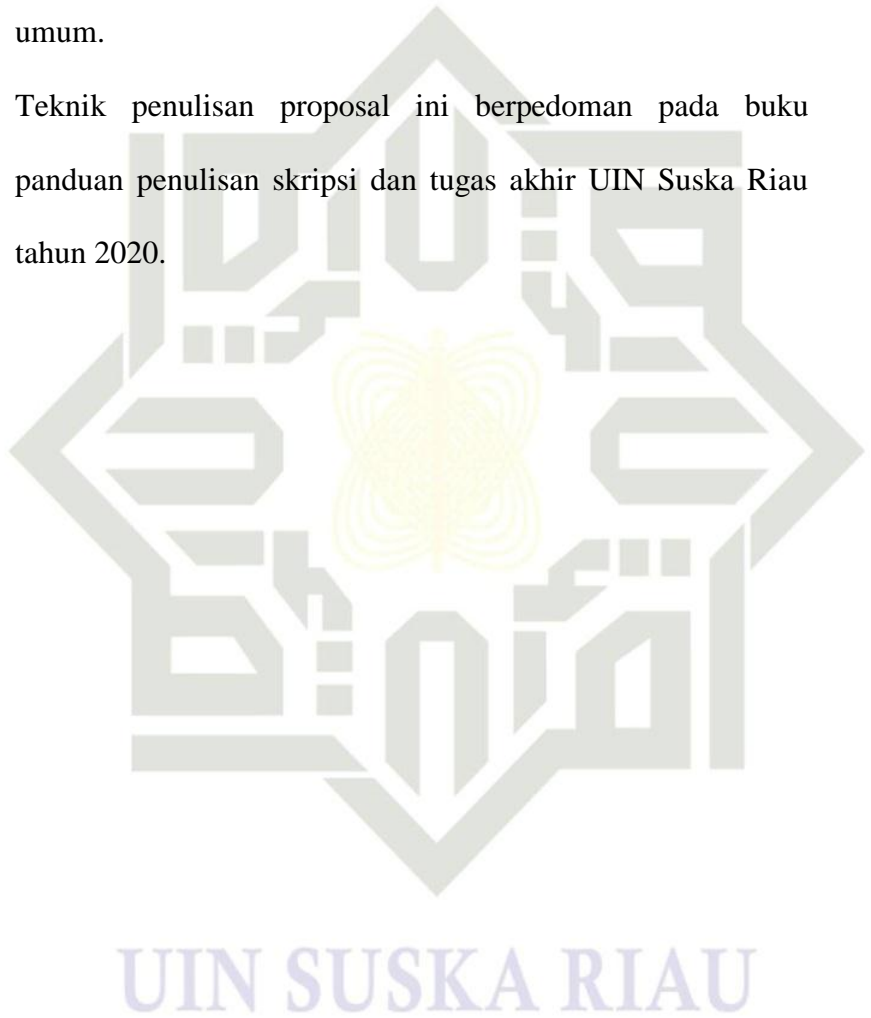 umum.
Teknik penulisan proposal ini berpedoman pada buku
panduan penulisan skripsi dan tugas akhir UIN Suska Riau
tahun 2020.
UIN SUSKA RIAU